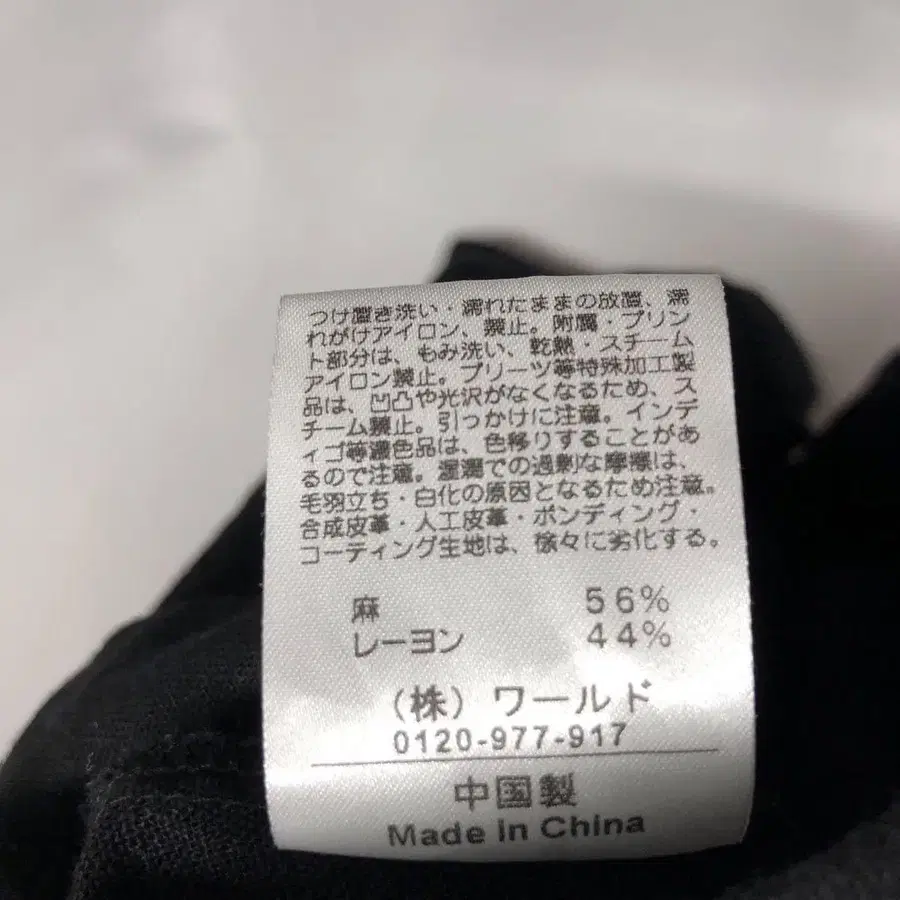 つけ置き洗い・濡れたままの放置、濡
れがけアイロン、禁止。附属・プリン
ト部分は、もみ洗い、乾熱・スチーム
アイロン禁止。プリーツ等特殊加工製
品は、凹凸や光沢がなくなるため、ス
チーム禁止。引っかけに注意。インデ
ィゴ等濃色品は、色移りすることがあ
るので注意。湿潤での過剰な摩擦は、
毛羽立ち・白化の原因となるため注意。
合成皮革・人工皮革・ボンディング・
コーティング生地は、徐々に劣化する。
麻 56%
レーヨン 44%
(株)ワールド
0120-977-917
中国製
Made in China